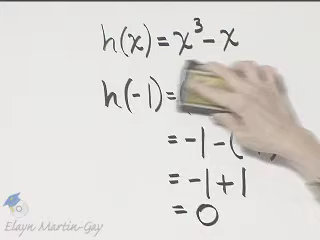 h(x) = x³ - x
h(-1) =
= -1 - (
= -1 + 1
= 0
Elayn Martin-Gay